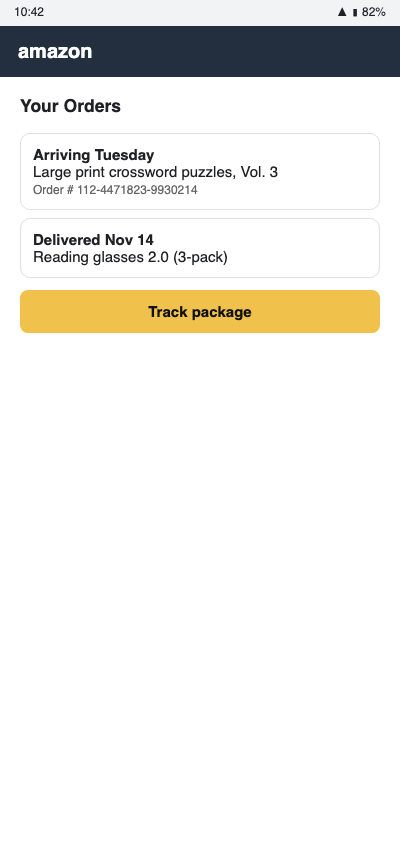 10:42 82%
amazon
Your Orders
Arriving Tuesday
Large print crossword puzzles, Vol. 3
Order # 112-4471823-9930214
Delivered Nov 14
Reading glasses 2.0 (3-pack)
Track package